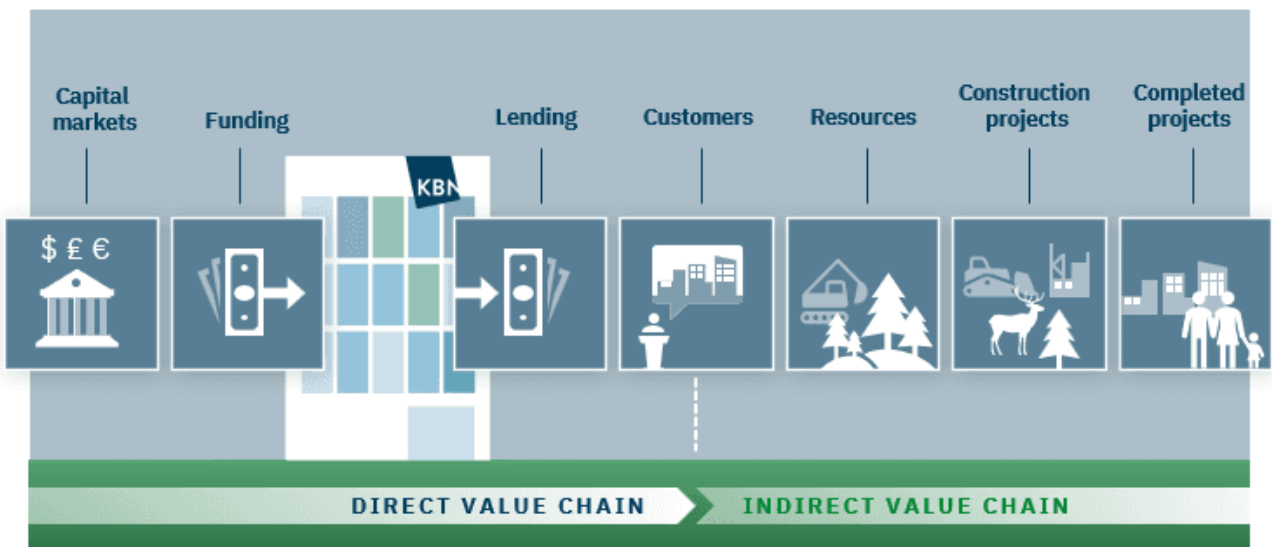 Capital
markets
Funding
Lending
Customers
Resources
Construction
projects
Completed
projects
KBN
$ £ €
DIRECT VALUE CHAIN
INDIRECT VALUE CHAIN